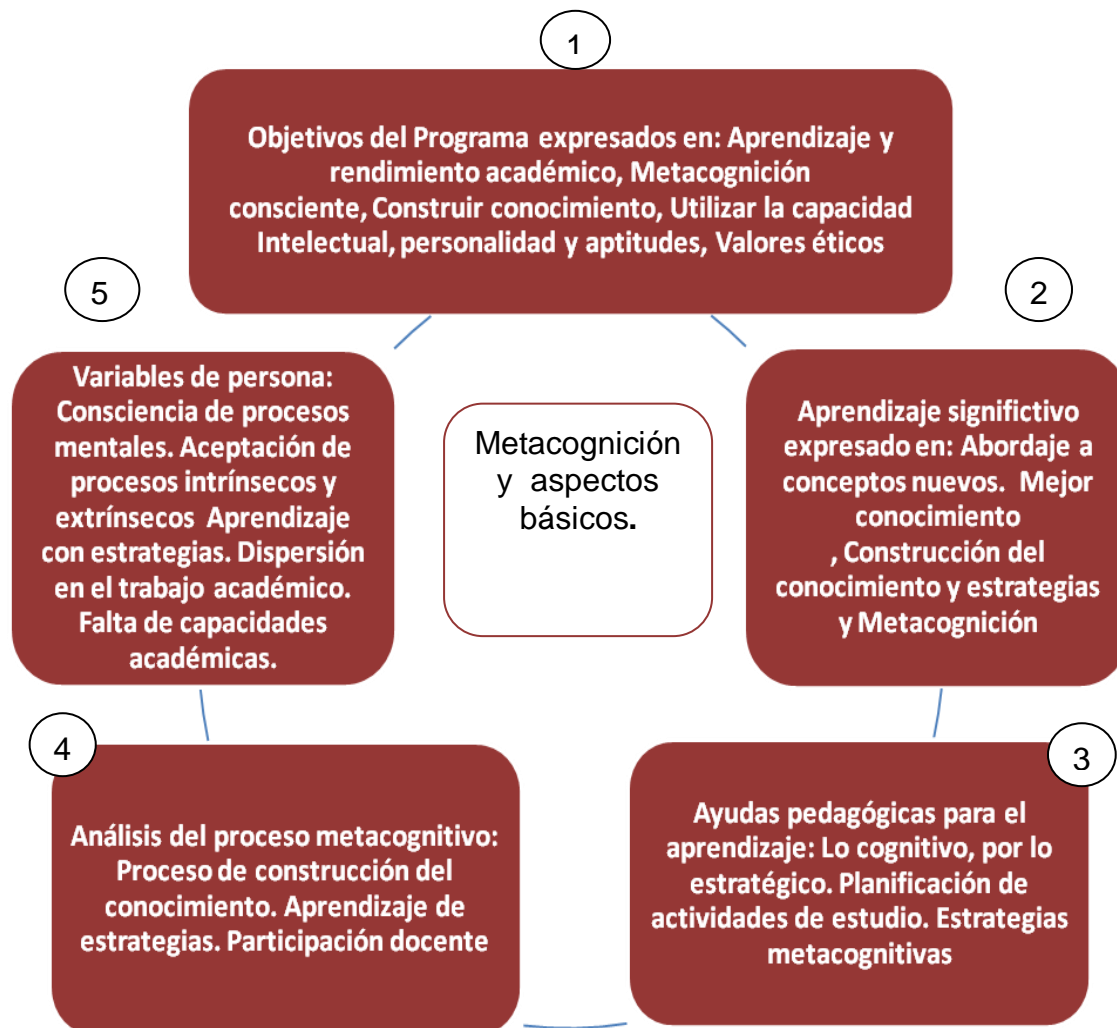 1
Objetivos del Programa expresados en: Aprendizaje y
rendimiento académico, Metacognición
consciente, Construir conocimiento, Utilizar la capacidad
Intelectual, personalidad y aptitudes, Valores éticos
2
Aprendizaje significtivo
expresado en: Abordaje a
conceptos nuevos. Mejor
conocimiento
, Construcción del
conocimiento y estrategias
y Metacognición
3
Ayudas pedagógicas para el
aprendizaje: Lo cognitivo, por lo
estratégico. Planificación de
actividades de estudio. Estrategias
metacognitivas
4
Análisis del proceso metacognitivo:
Proceso de construcción del
conocimiento. Aprendizaje de
estrategias. Participación docente
5
Variables de persona:
Consciencia de procesos
mentales. Aceptación de
procesos intrínsecos y
extrínsecos Aprendizaje
con estrategias. Dispersión
en el trabajo académico.
Falta de capacidades
académicas.
Metacognición
y aspectos
básicos.